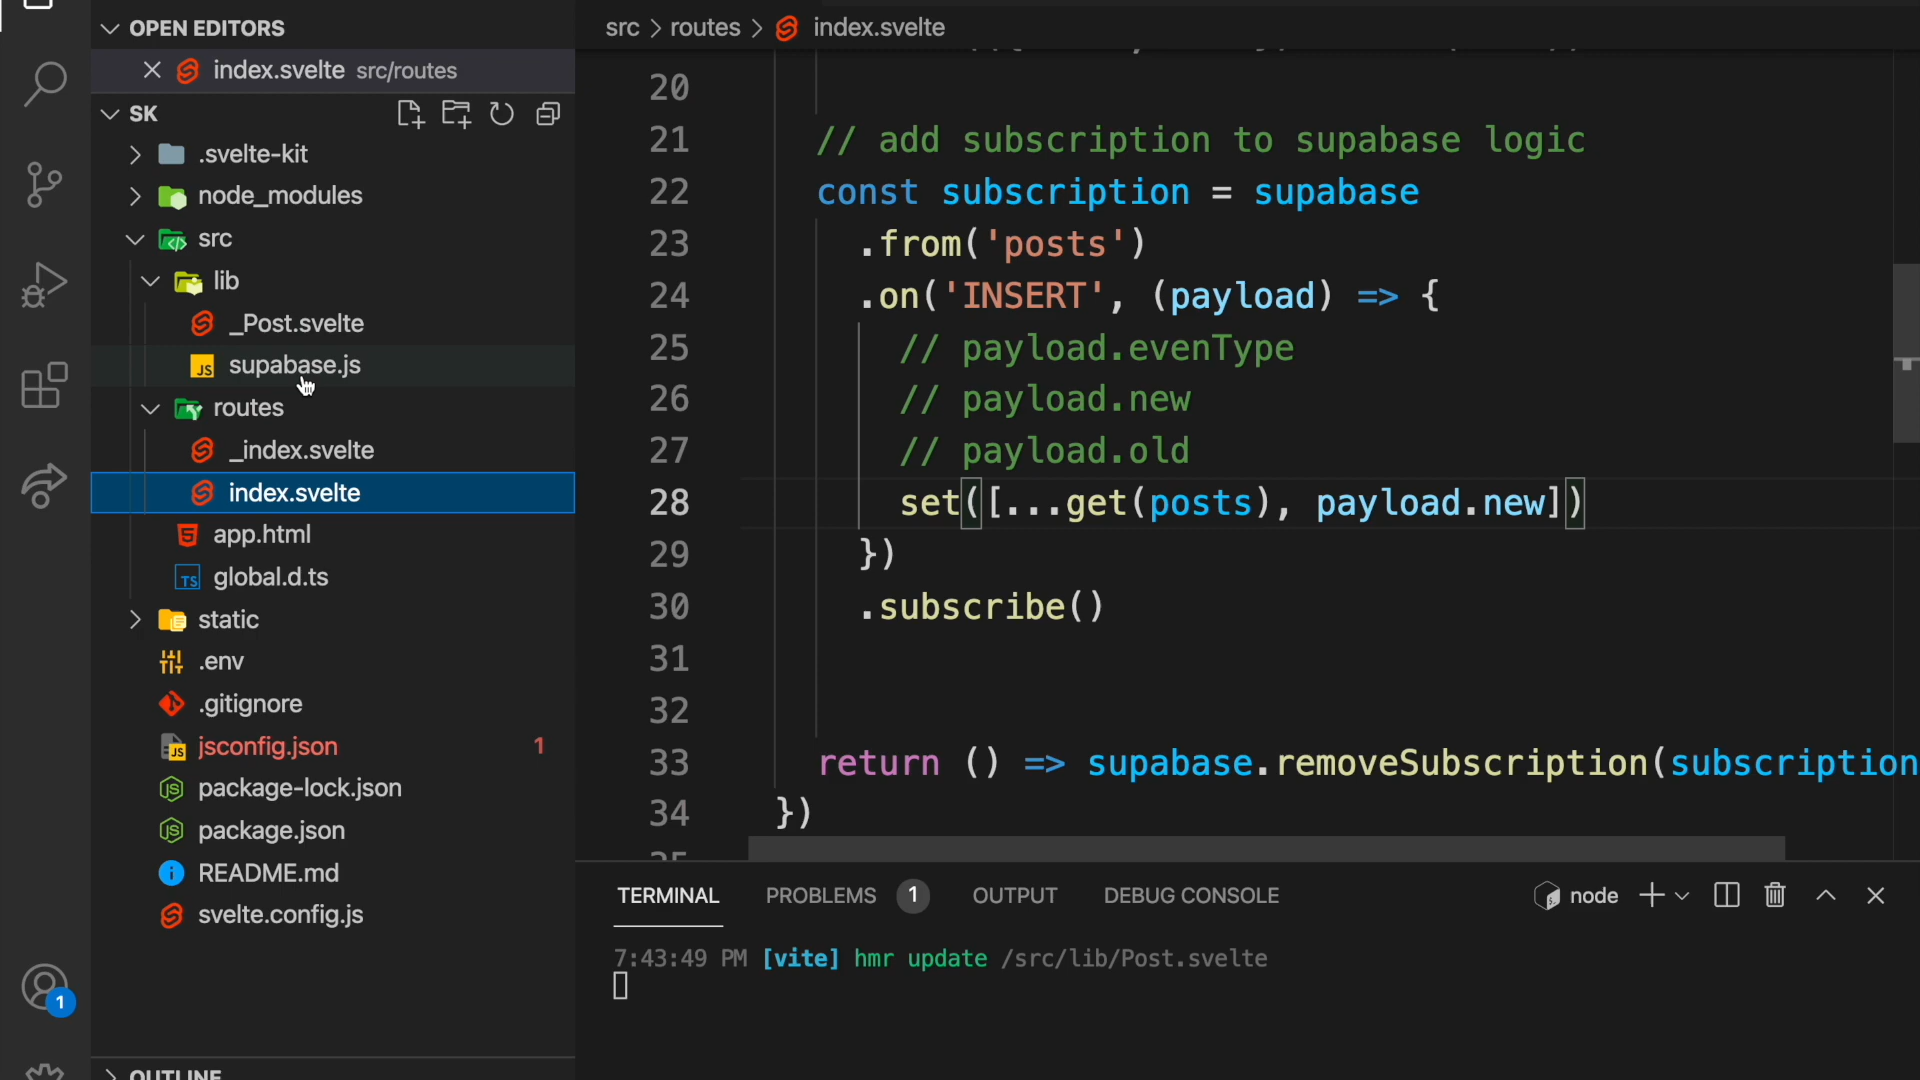 OPEN EDITORS
index.svelte src/routes
SK
.svelte-kit
node_modules
src
lib
_Post.svelte
JS supabase.js
routes
_index.svelte
index.svelte
app.html
TS global.d.ts
static
.env
.gitignore
JS jsconfig.json 1
package-lock.json
package.json
README.md
svelte.config.js
OUTLINE
1
src > routes > index.svelte
20
21 // add subscription to supabase logic
22 const subscription = supabase
23 .from('posts')
24 .on('INSERT', (payload) => {
25 // payload.evenType
26 // payload.new
27 // payload.old
28 set([...get(posts), payload.new])
29 })
30 .subscribe()
31
32
33 return () => supabase.removeSubscription(subscription
34 })
35
TERMINAL PROBLEMS 1 OUTPUT DEBUG CONSOLE node
7:43:49 PM [vite] hmr update /src/lib/Post.svelte